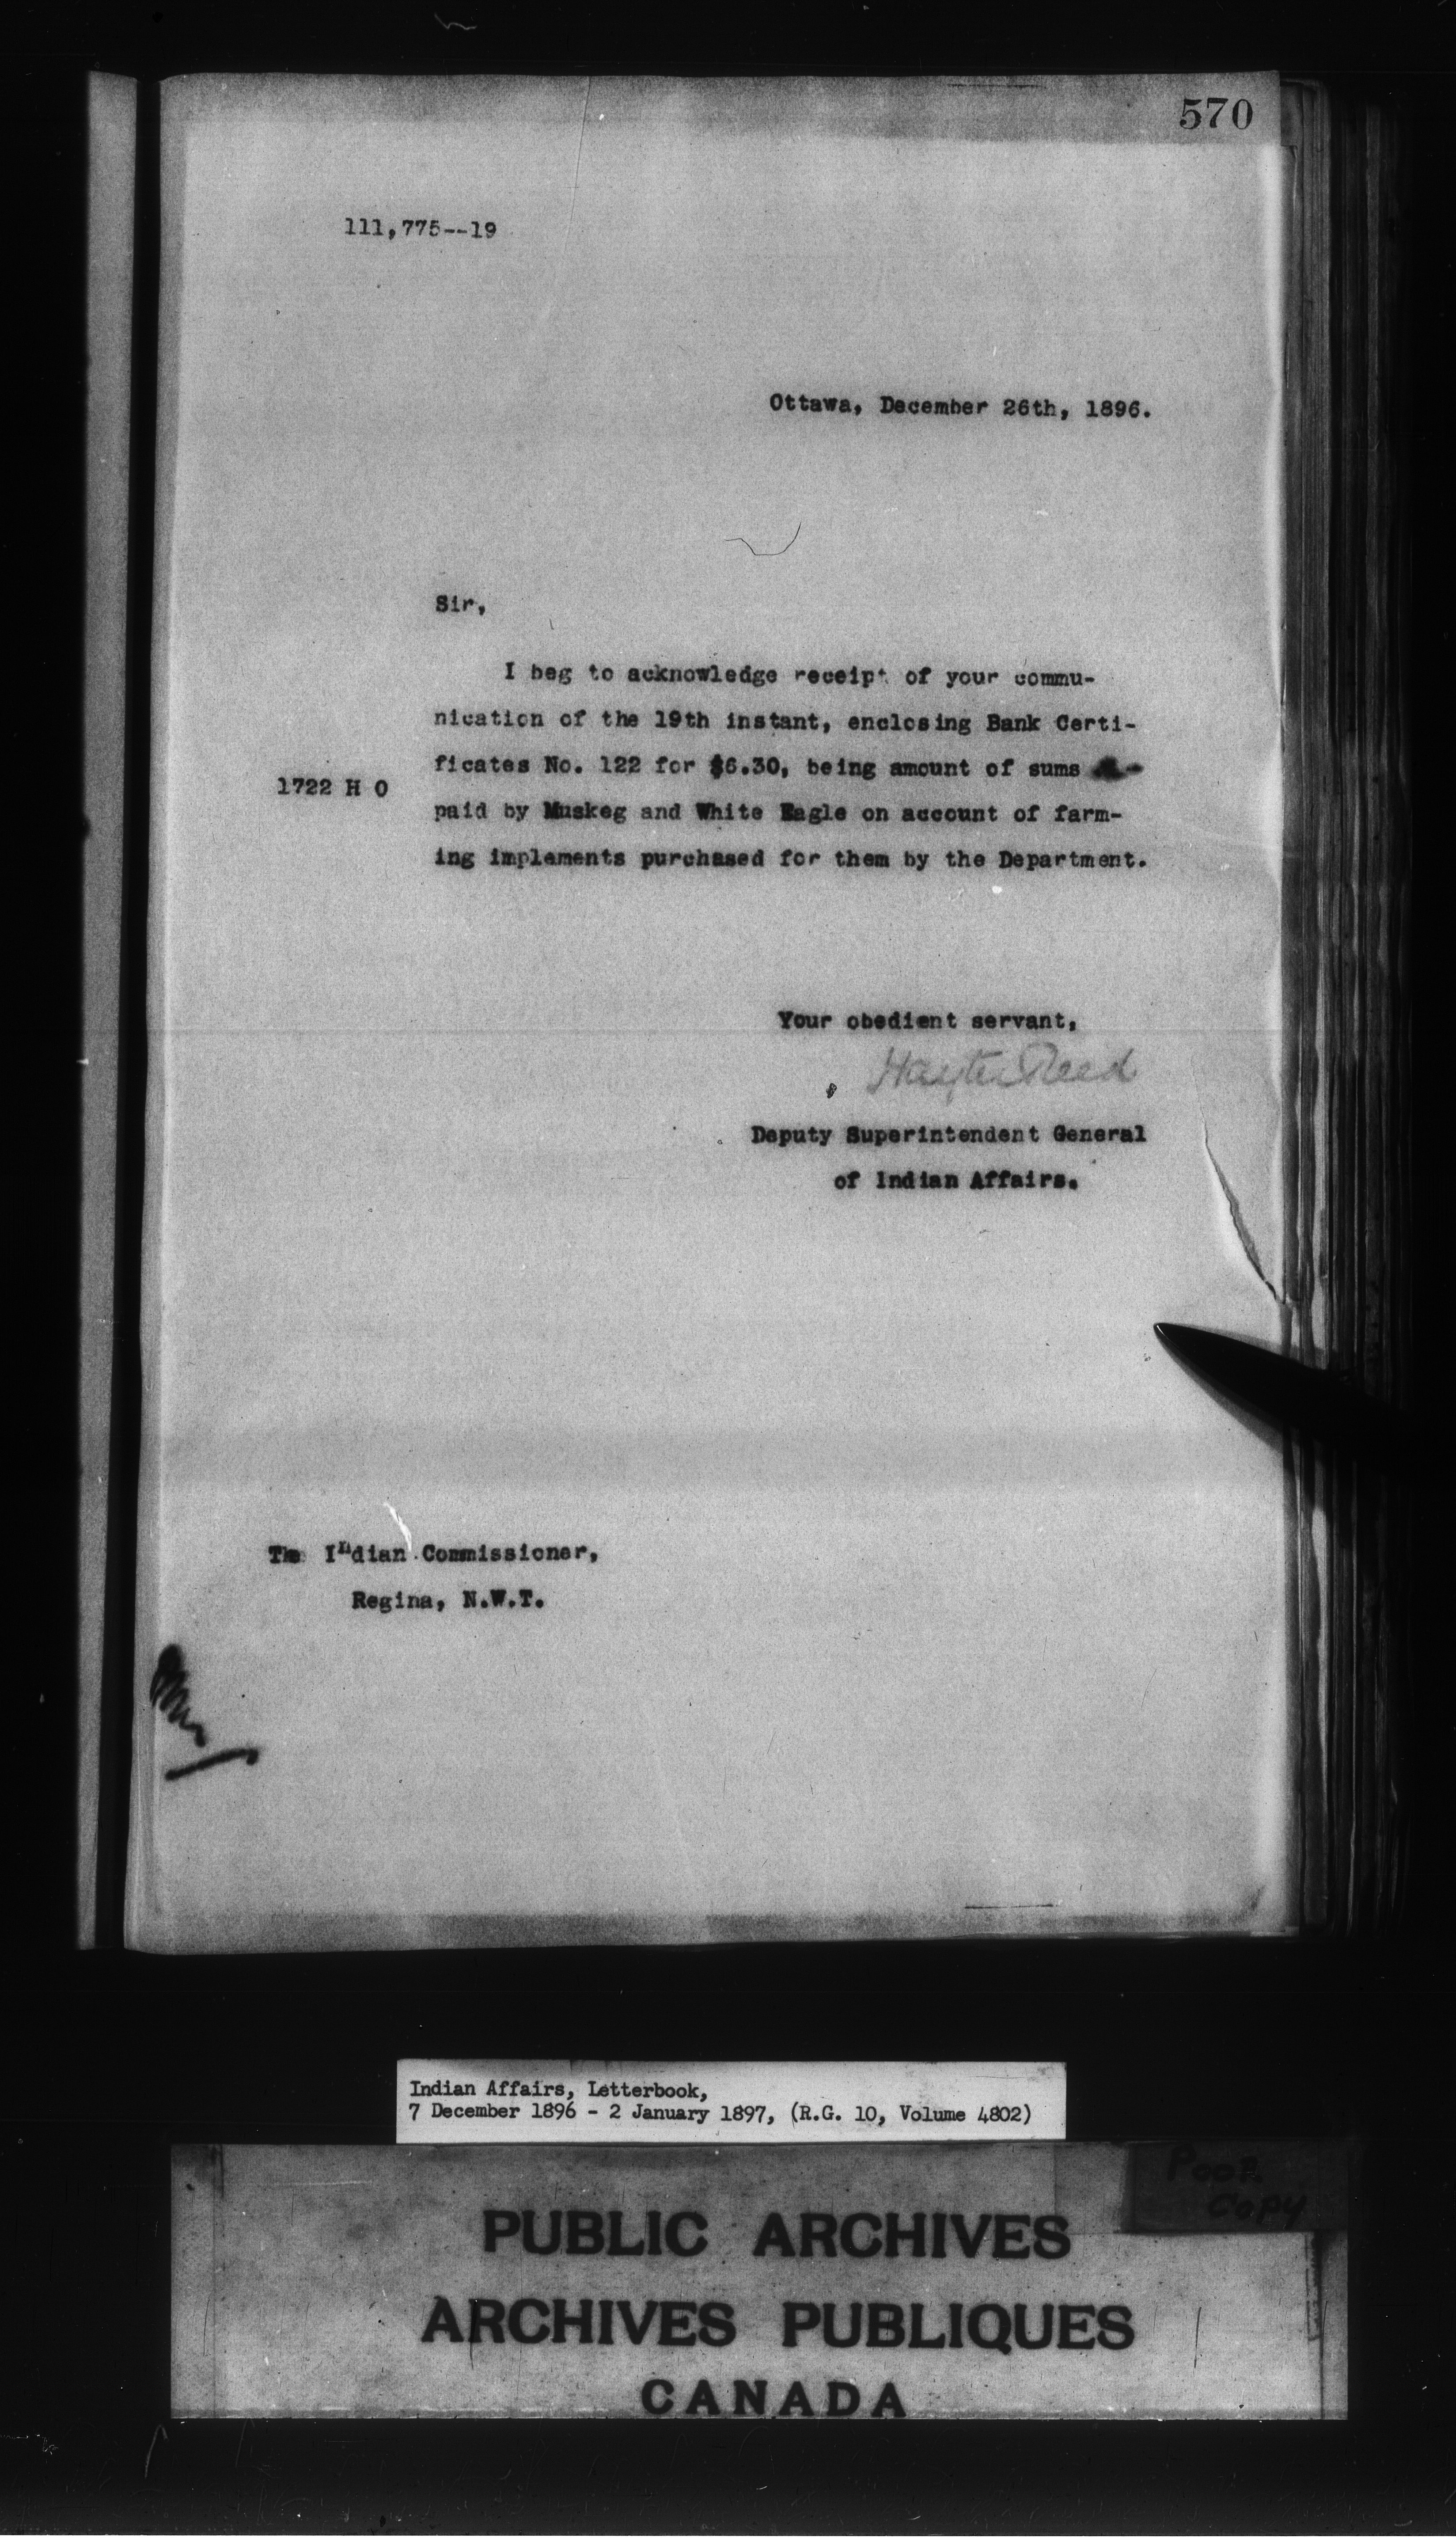 570
111,775--19
Ottawa, December 26th, 1896.
Sir,
I beg to acknowledge receipt of your commu-
nication of the 19th instant, enclosing Bank Certi-
ficates No. 122 for $6.30, being amount of sums
1722 H O
paid by Muskeg and White Eagle on account of farm-
ing implements purchased for them by the Department.
Your obedient servant,
Hayter Reed
Deputy Superintendent General
of Indian Affairs.
The Indian Commissioner,
Regina, N.W.T.
Indian Affairs, Letterbook,
7 December 1896 - 2 January 1897, (R.G. 10, Volume 4802)
Poor
Copy
PUBLIC ARCHIVES
ARCHIVES PUBLIQUES
CANADA